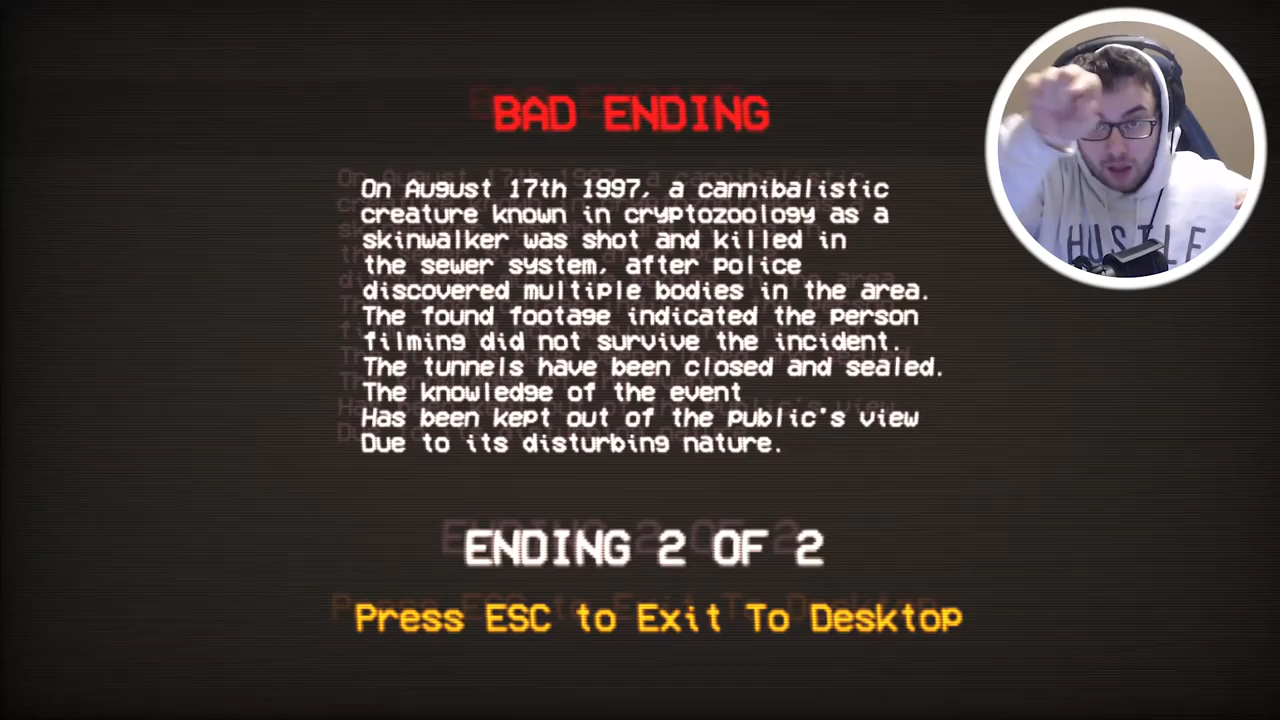 BAD ENDING
On August 17th 1997, a cannibalistic
creature known in cryptozoology as a
skinwalker was shot and killed in
the sewer system, after police
discovered multiple bodies in the area.
The found footage indicated the person
filming did not survive the incident.
The tunnels have been closed and sealed.
The knowledge of the event
Has been kept out of the public's view
Due to its disturbing nature.
ENDING 2 OF 2
Press ESC to Exit To Desktop
HUSTLE